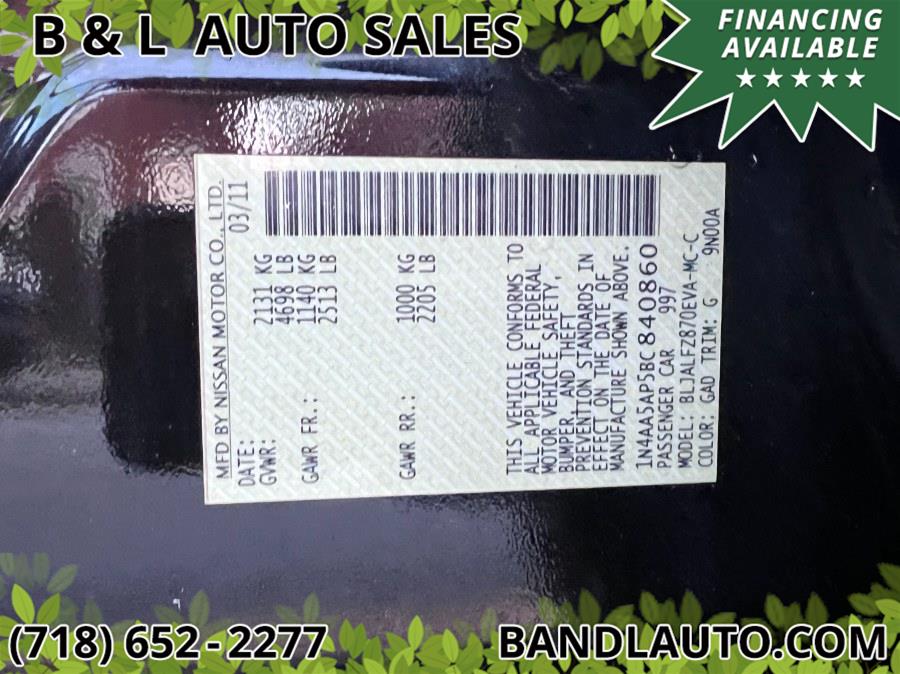 B & L AUTO SALES
FINANCING
AVAILABLE
MFD BY NISSAN MOTOR CO., LTD.
DATE: 03/11
GVWR: 2131 KG
4698 LB
GAWR FR.: 1140 KG
2513 LB
GAWR RR.: 1000 KG
2205 LB
THIS VEHICLE CONFORMS TO
ALL APPLICABLE FEDERAL
MOTOR VEHICLE SAFETY,
BUMPER, AND THEFT
PREVENTION STANDARDS IN
EFFECT ON THE DATE OF
MANUFACTURE SHOWN ABOVE.
1N4AA5AP5BC840860
PASSENGER CAR 997
MODEL: BLJALFZ870EVA-MC-C
COLOR: GAD TRIM: G 9N00A
(718) 652-2277
BANDLAUTO.COM